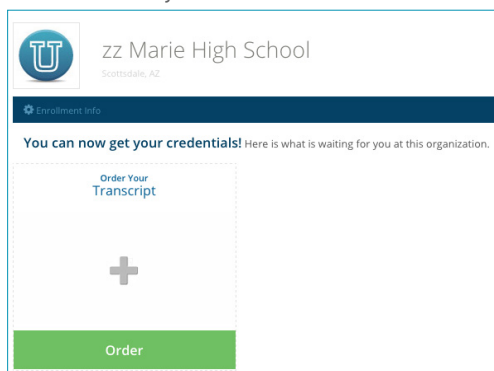 U
zz Marie High School
Scottsdale, AZ
Enrollment Info
You can now get your credentials! Here is what is waiting for you at this organization.
Order Your
Transcript
Order